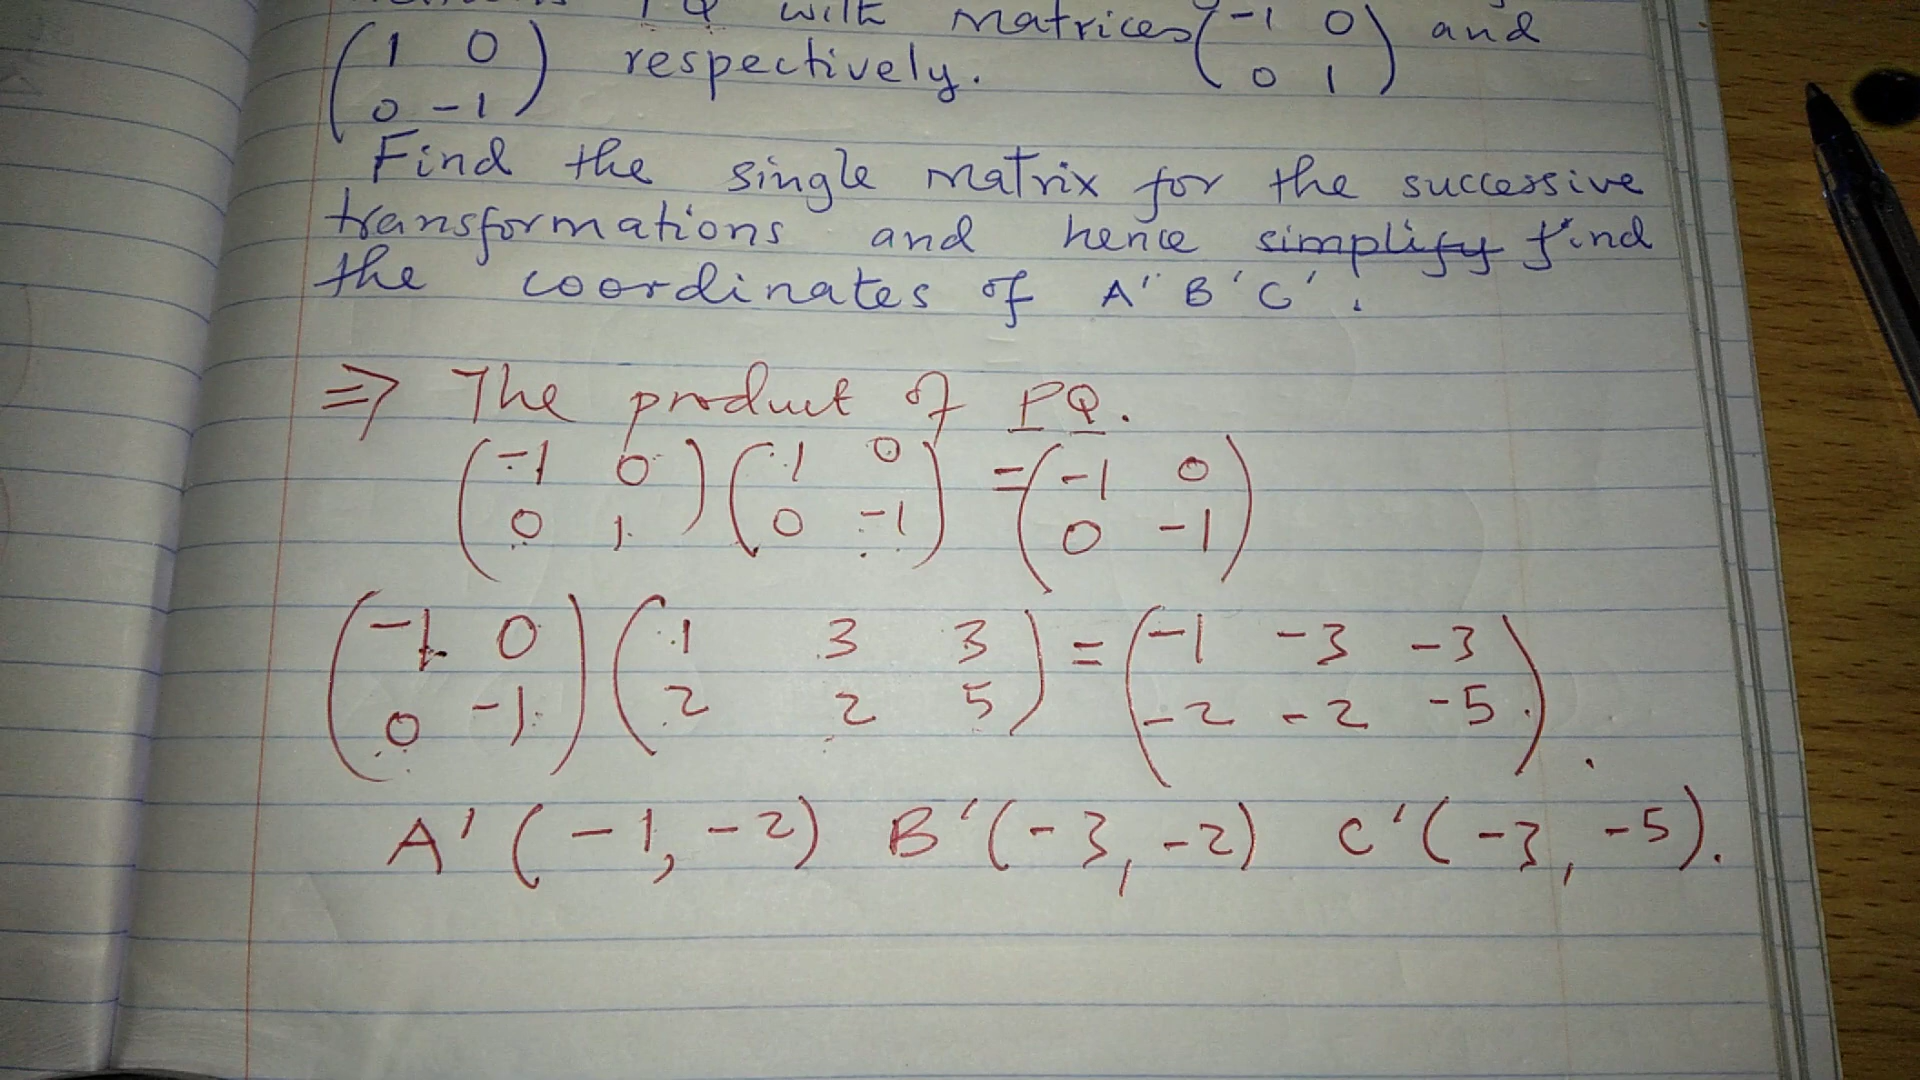 PQ with matrices (-1 0 and
(1 0) respectively. 0 1)
0 -1
Find the single matrix for the successive
transformations and hence simplify find
the coordinates of A" B' C'.
⇒ The product of PQ.
(-1 0) (1 0) = (-1 0)
(0 1) (0 -1) (0 -1)
(-1 0) (1 3 3) = (-1 -3 -3)
(0 -1) (2 2 5) (-2 -2 -5).
A' (-1, -2) B' (-3, -2) C' (-3, -5).